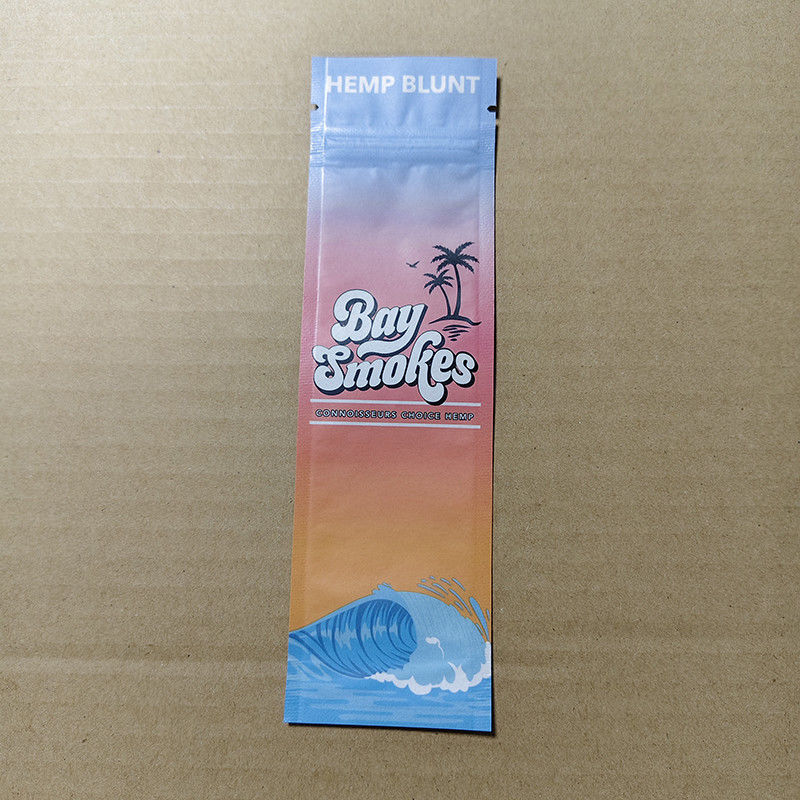 HEMP BLUNT
Bay
Smokes
CONNOISSEURS CHOICE HEMP